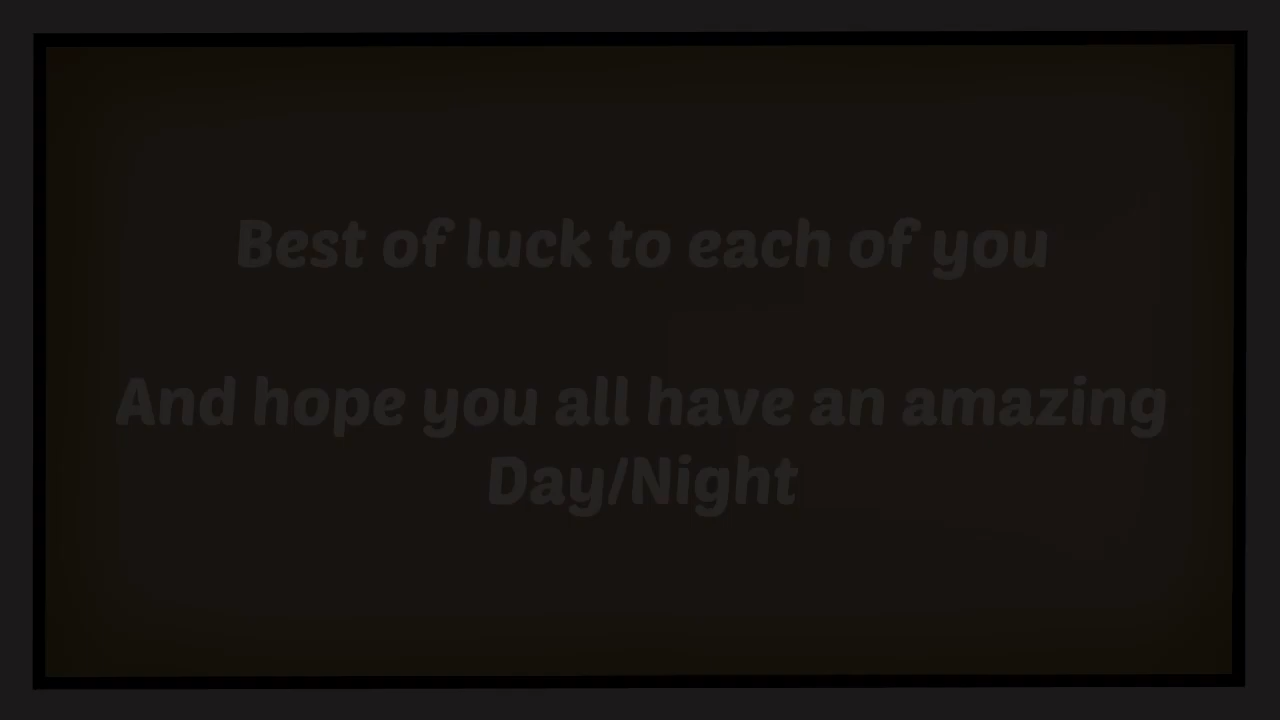 Best of luck to each of you
And hope you all have an amazing
Day/Night